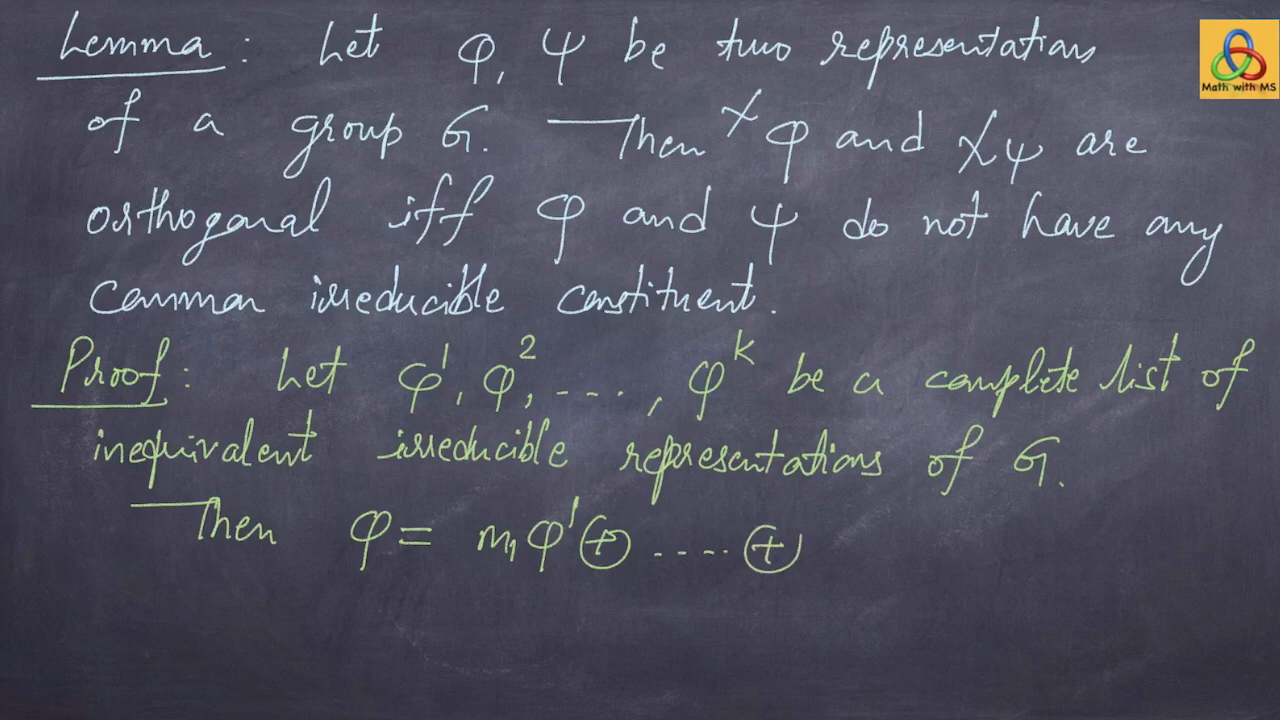 Lemma : Let φ, ψ be two representations
of a group G. Then χφ and χψ are
orthogonal iff φ and ψ do not have any
common irreducible constituent.
Proof : Let φ¹, φ², ...., φᵏ be a complete list of
inequivalent irreducible representations of G.
Then φ = m₁φ¹ ⊕ ..... ⊕
Math with MS